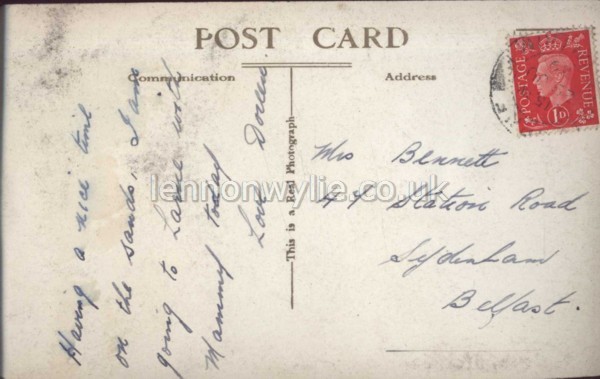 POST CARD
Communication
Address
Having a nice time
on the sands, I am
going to Larne with
Mammy today
Love Doreen
This is a Real Photograph
Mrs Bennett
44 Station Road
Sydenham
Belfast.
POSTAGE
REVENUE
1D
lennonwylie.co.uk